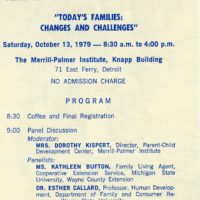 "TODAY'S FAMILIES:
CHANGES AND CHALLENGES"
Saturday, October 13, 1979 — 8:30 a.m. to 4:00 p.m.
The Merrill-Palmer Institute, Knapp Building
71 East Ferry, Detroit
NO ADMISSION CHARGE
PROGRAM
8:30 Coffee and Final Registration
9:00 Panel Discussion
Moderator:
MRS. DOROTHY KISPERT, Director, Parent-Child
Development Center, Merrill-Palmer Institute
Panelists:
MS. KATHLEEN BUFTON, Family Living Agent,
Cooperative Extension Service, Michigan State
University, Wayne County Extension
DR. ESTHER CALLARD, Professor, Human Develop-
ment, Department of Family and Consumer Re-